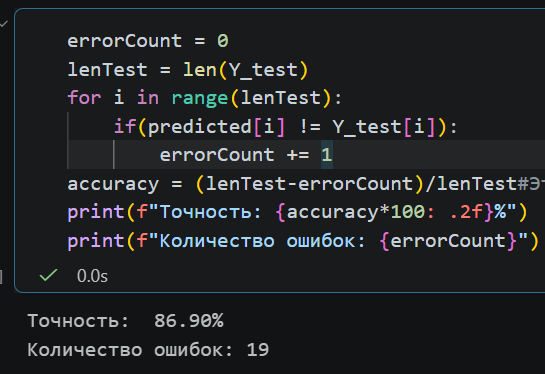 errorCount = 0
lenTest = len(Y_test)
for i in range(lenTest):
    if(predicted[i] != Y_test[i]):
        errorCount += 1
accuracy = (lenTest-errorCount)/lenTest#Эт
print(f"Точность: {accuracy*100: .2f}%")
print(f"Количество ошибок: {errorCount}")
0.0s
Точность:  86.90%
Количество ошибок: 19